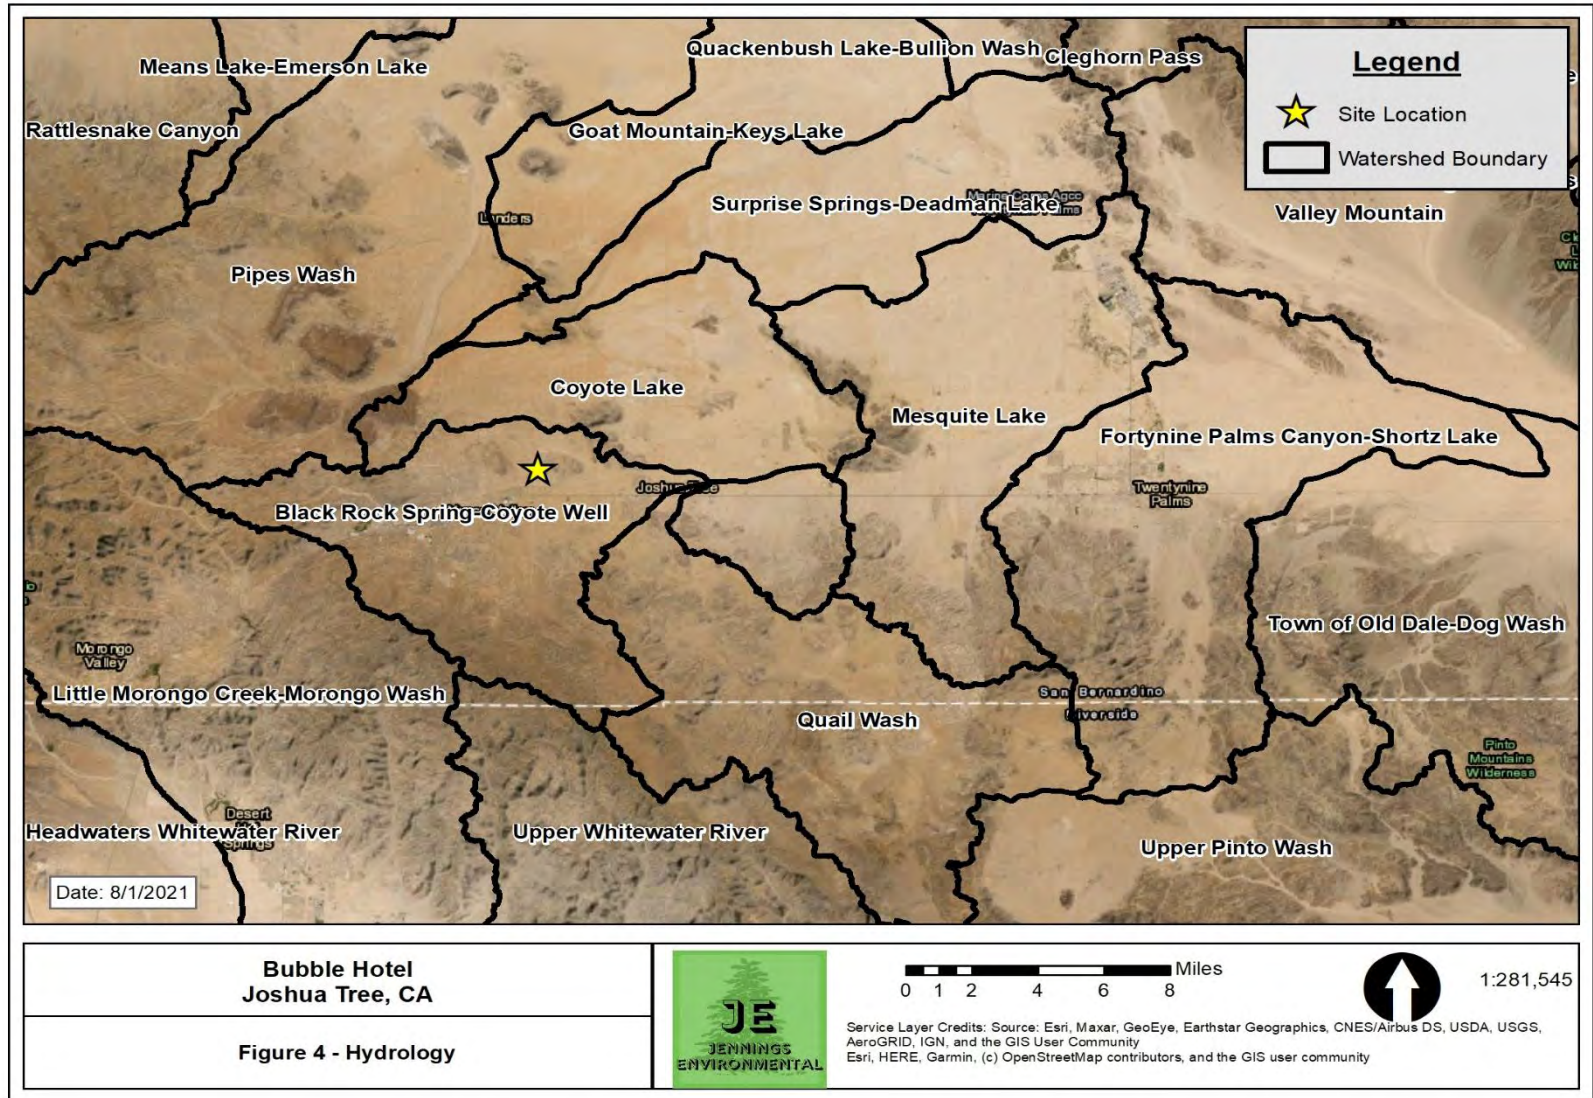 Quackenbush Lake-Bullion Wash
Cleghorn Pass
Means Lake-Emerson Lake
Legend
Site Location
Watershed Boundary
Rattlesnake Canyon
Goat Mountain-Keys Lake
Surprise Springs-Deadman Lake
Valley Mountain
Landers
Pipes Wash
Coyote Lake
Mesquite Lake
Fortynine Palms Canyon-Shortz Lake
Joshua Tree
Twentynine
Palms
Black Rock Spring-Coyote Well
Town of Old Dale-Dog Wash
Morongo
Valley
Little Morongo Creek-Morongo Wash
San Bernardino
Riverside
Quail Wash
Pinto
Mountains
Wilderness
Desert
Springs
Headwaters Whitewater River
Upper Whitewater River
Upper Pinto Wash
Date: 8/1/2021
Bubble Hotel
Joshua Tree, CA
Figure 4 - Hydrology
JE
JENNINGS
ENVIRONMENTAL
Miles
0 1 2 4 6 8
1:281,545
Service Layer Credits: Source: Esri, Maxar, GeoEye, Earthstar Geographics, CNES/Airbus DS, USDA, USGS,
AeroGRID, IGN, and the GIS User Community
Esri, HERE, Garmin, (c) OpenStreetMap contributors, and the GIS user community